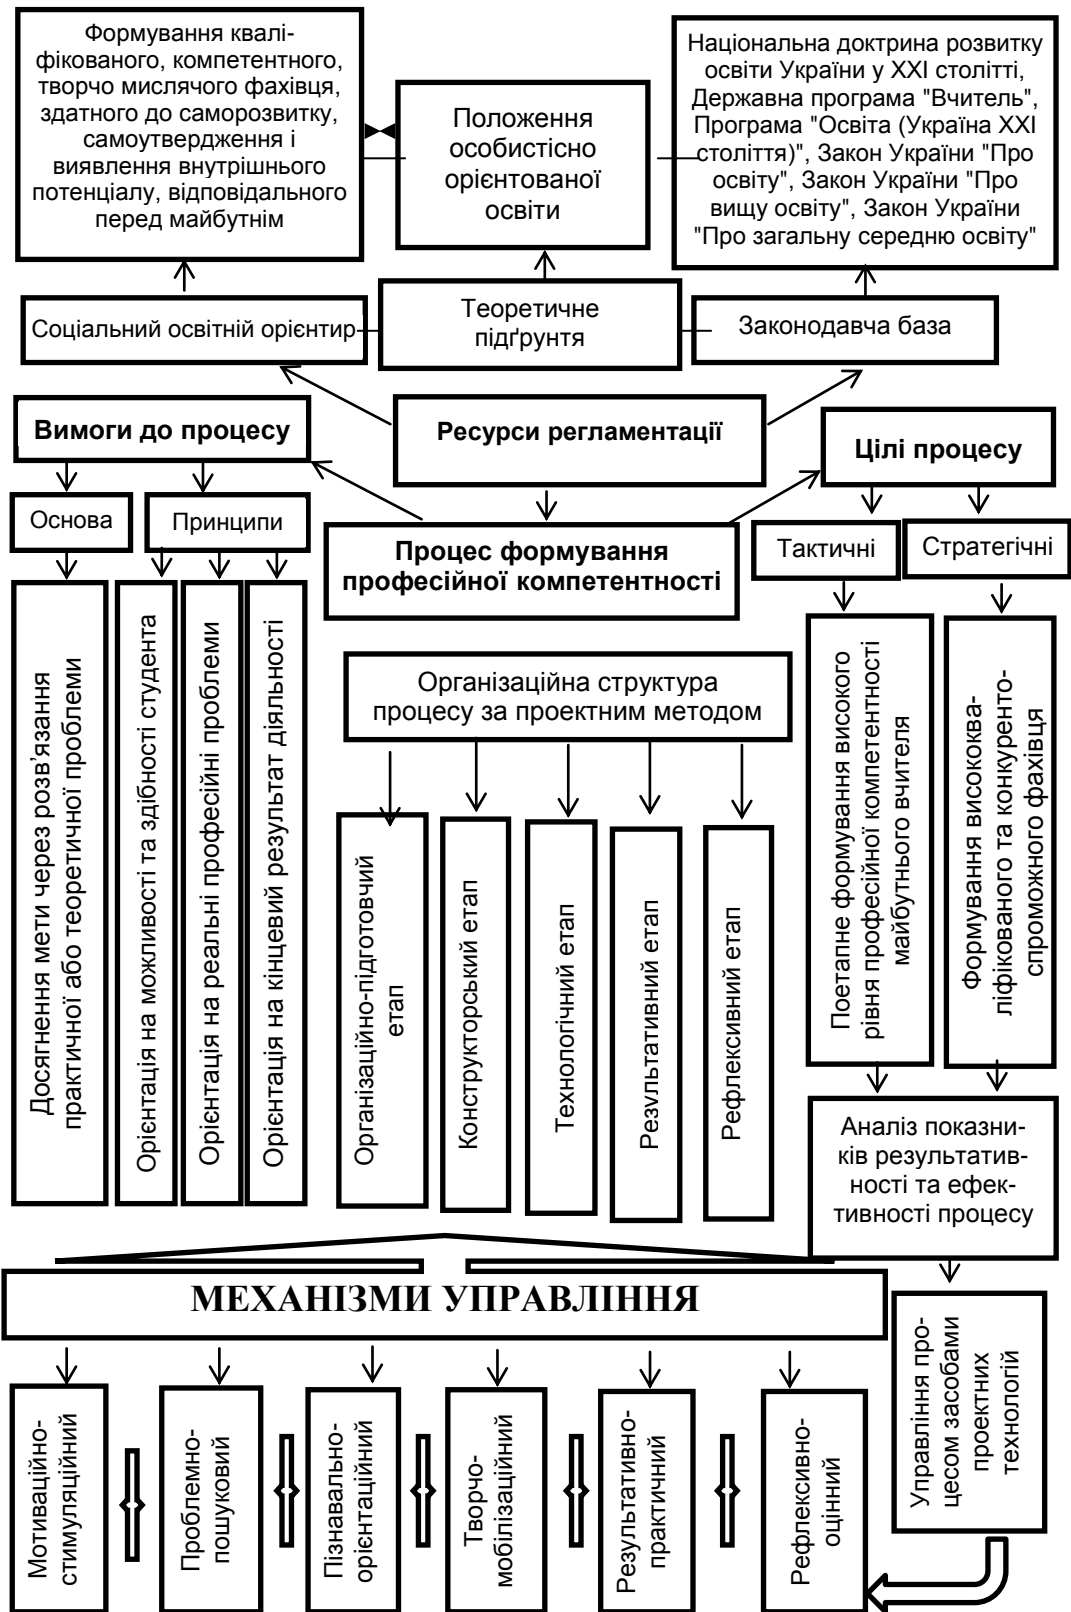 Формування квалі-
фікованого, компетентного,
творчо мислячого фахівця,
здатного до саморозвитку,
самоутвердження і
виявлення внутрішнього
потенціалу, відповідального
перед майбутнім
Положення
особистісно
орієнтованої
освіти
Національна доктрина розвитку
освіти України у XXI столітті,
Державна програма "Вчитель",
Програма "Освіта (Україна XXI
століття)", Закон України "Про
освіту", Закон України "Про
вищу освіту", Закон України
"Про загальну середню освіту"
Соціальний освітній орієнтир
Теоретичне
підґрунтя
Законодавча база
Вимоги до процесу
Ресурси регламентації
Цілі процесу
Основа
Принципи
Процес формування
професійної компетентності
Тактичні
Стратегічні
Досягнення мети через розв’язання
практичної або теоретичної проблеми
Орієнтація на можливості та здібності студента
Орієнтація на реальні професійні проблеми
Орієнтація на кінцевий результат діяльності
Організаційна структура
процесу за проектним методом
Організаційно-підготовчий
етап
Конструкторський етап
Технологічний етап
Результативний етап
Рефлексивний етап
Поетапне формування високого
рівня професійної компетентності
майбутнього вчителя
Формування висококва-
ліфікованого та конкуренто-
спроможного фахівця
Аналіз показни-
ків результатив-
ності та ефек-
тивності процесу
МЕХАНІЗМИ УПРАВЛІННЯ
Мотиваційно-
стимуляційний
Проблемно-
пошуковий
Пізнавально-
орієнтаційний
Творчо-
мобілізаційний
Результативно-
практичний
Рефлексивно-
оцінний
Управління про-
цесом засобами
проектних
технологій